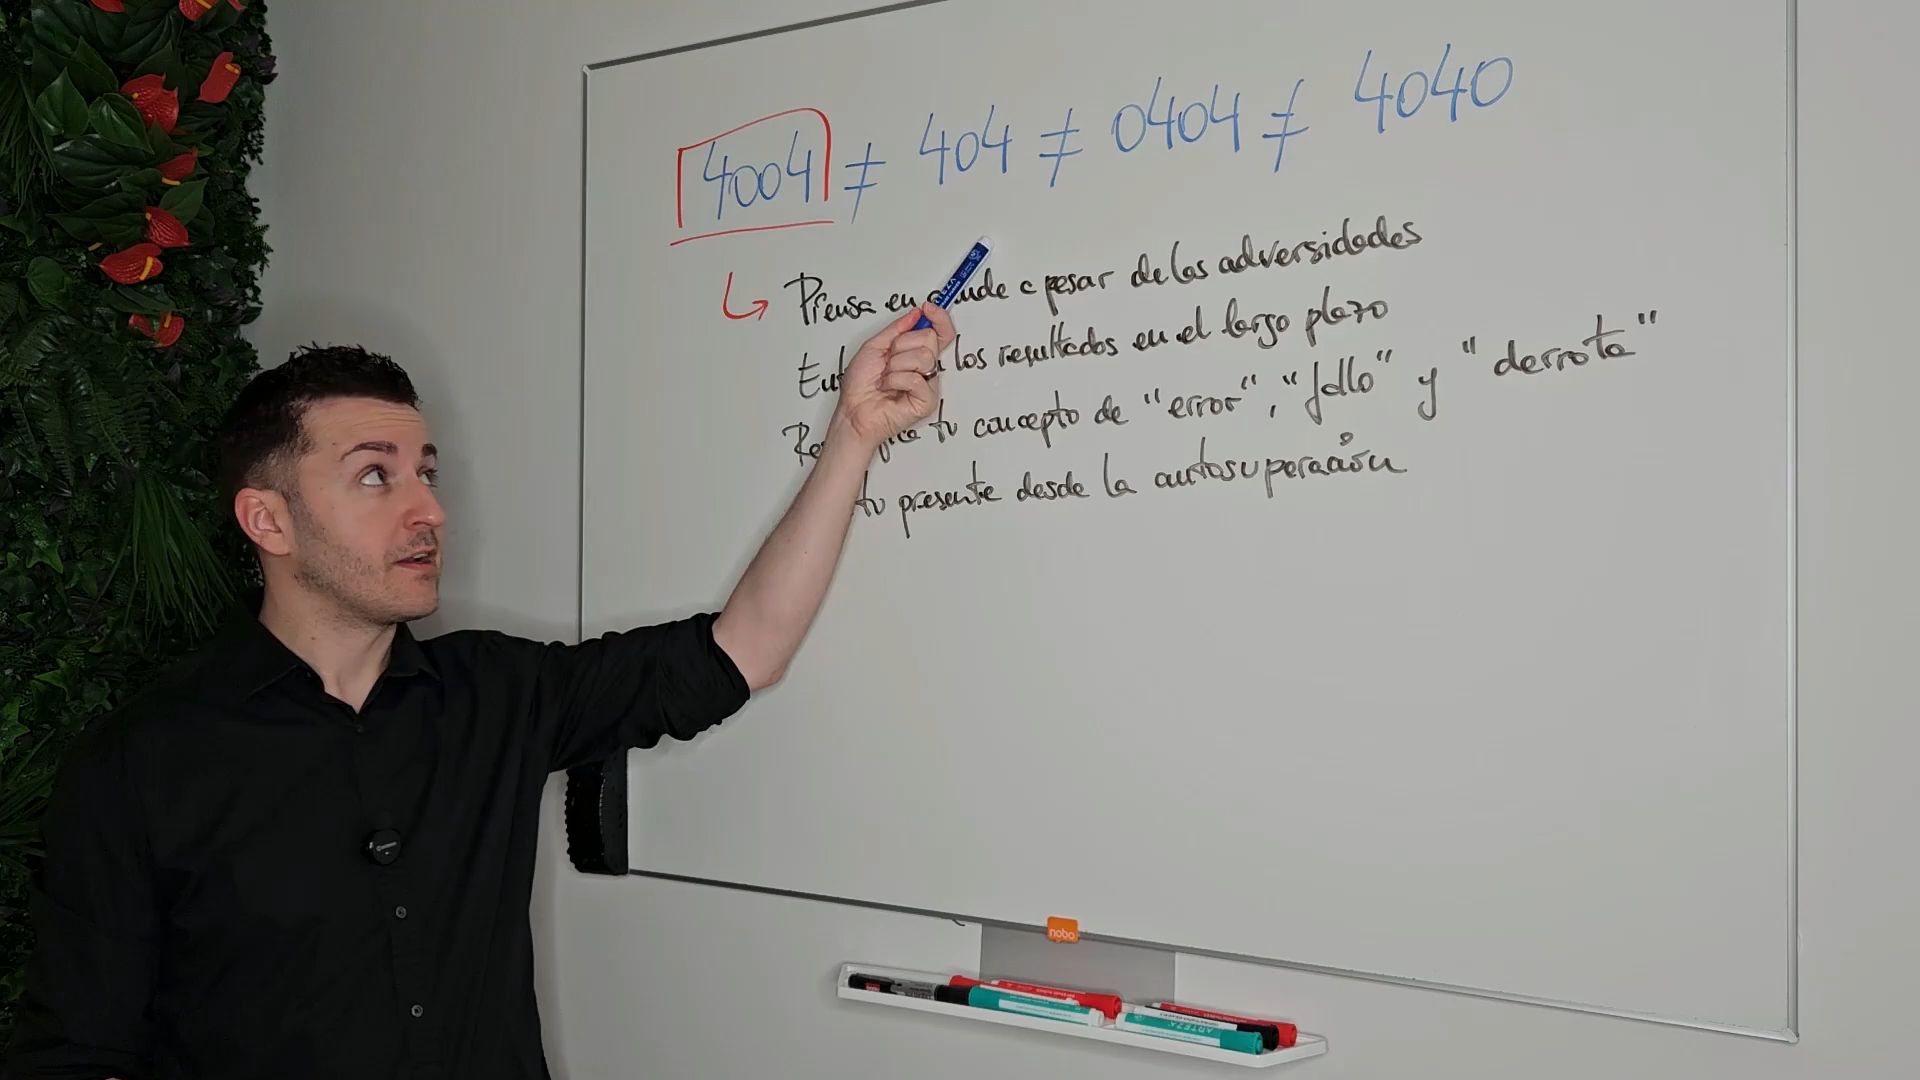 4004 ≠ 404 ≠ 0404 ≠ 4040
↳ Piensa en grande a pesar de las adversidades
los resultados en el largo plazo
tu concepto de “error“, “fallo“ y “derrota“
tu presente desde la autosuperación
nobo
ARTEZA